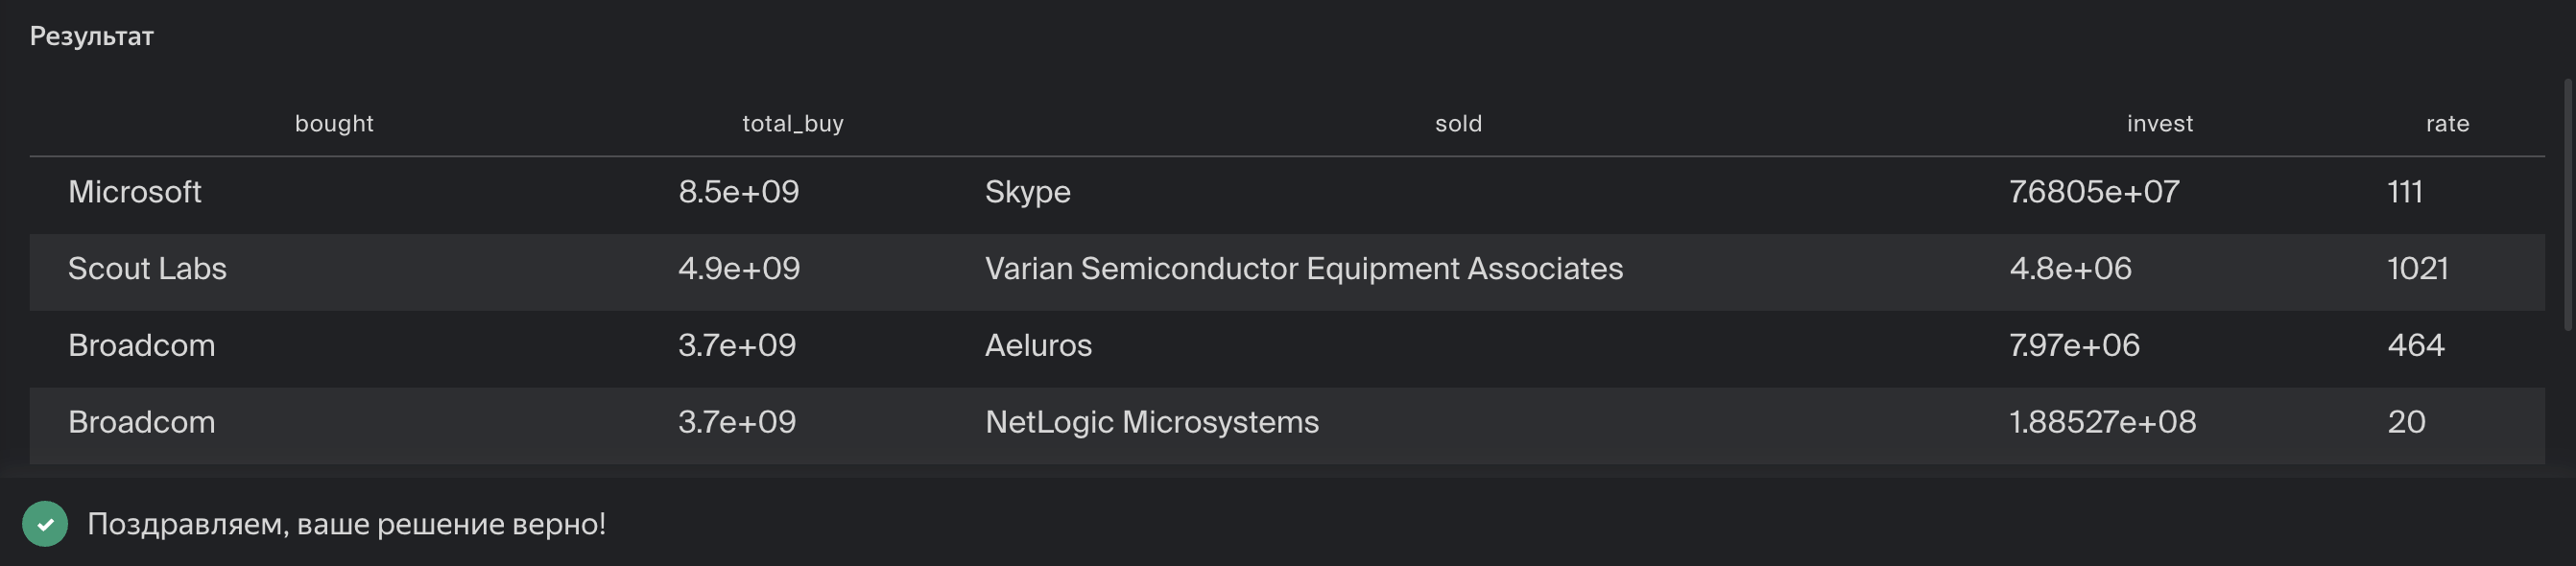 Результат
bought total_buy sold invest rate
Microsoft 8.5e+09 Skype 7.6805e+07 111
Scout Labs 4.9e+09 Varian Semiconductor Equipment Associates 4.8e+06 1021
Broadcom 3.7e+09 Aeluros 7.97e+06 464
Broadcom 3.7e+09 NetLogic Microsystems 1.88527e+08 20
Поздравляем, ваше решение верно!